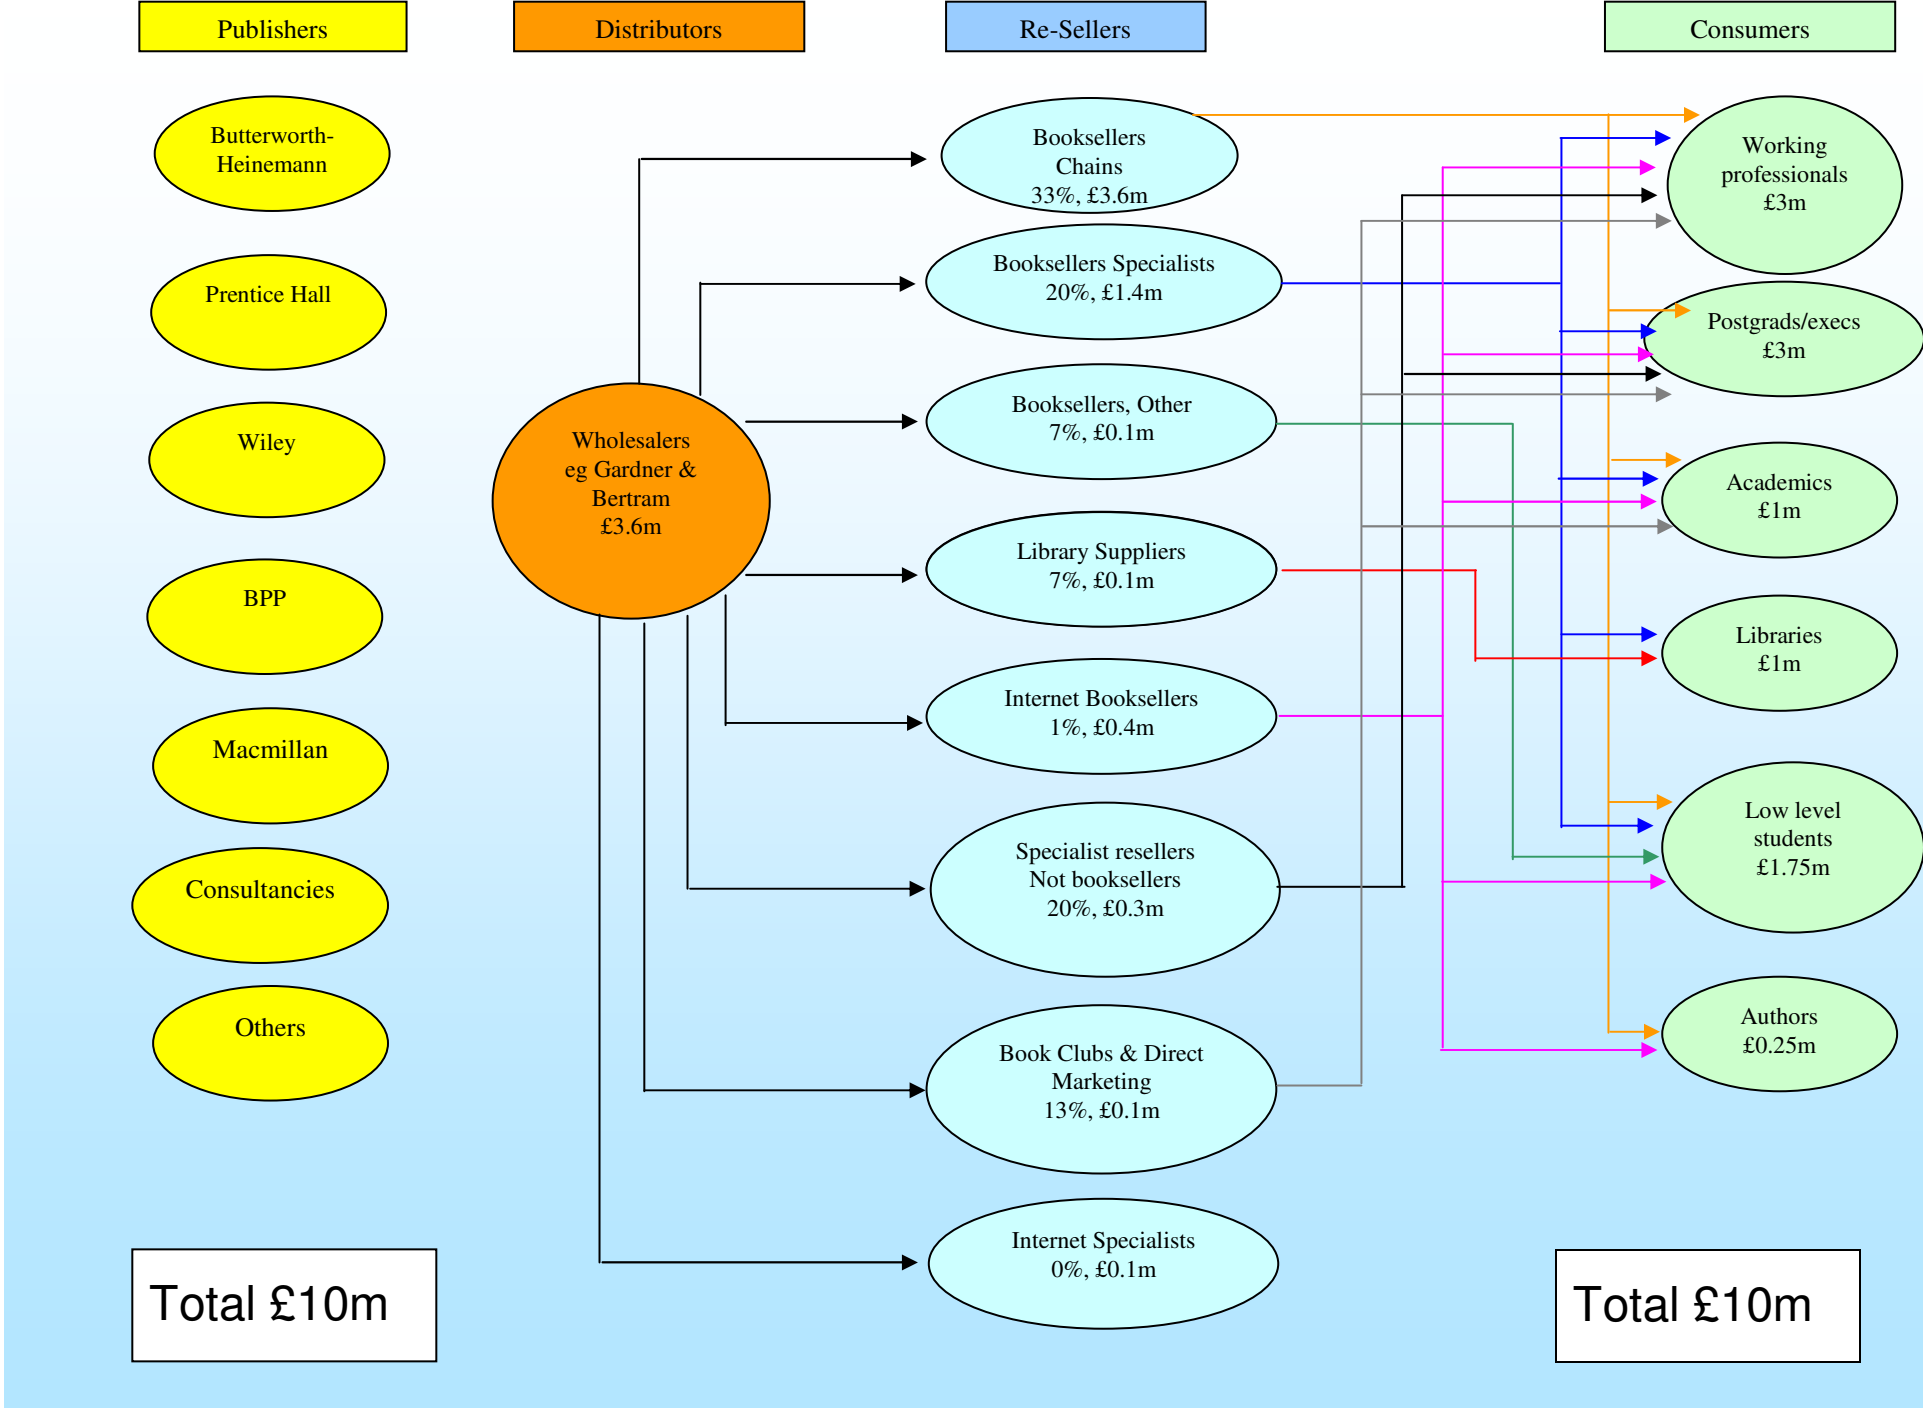 Publishers
Distributors
Re-Sellers
Consumers
Butterworth-
Heinemann
Prentice Hall
Wiley
BPP
Macmillan
Consultancies
Others
Total £10m
Wholesalers
eg Gardner &
Bertram
£3.6m
Booksellers
Chains
33%, £3.6m
Booksellers Specialists
20%, £1.4m
Booksellers, Other
7%, £0.1m
Library Suppliers
7%, £0.1m
Internet Booksellers
1%, £0.4m
Specialist resellers
Not booksellers
20%, £0.3m
Book Clubs & Direct
Marketing
13%, £0.1m
Internet Specialists
0%, £0.1m
Working
professionals
£3m
Postgrads/execs
£3m
Academics
£1m
Libraries
£1m
Low level
students
£1.75m
Authors
£0.25m
Total £10m